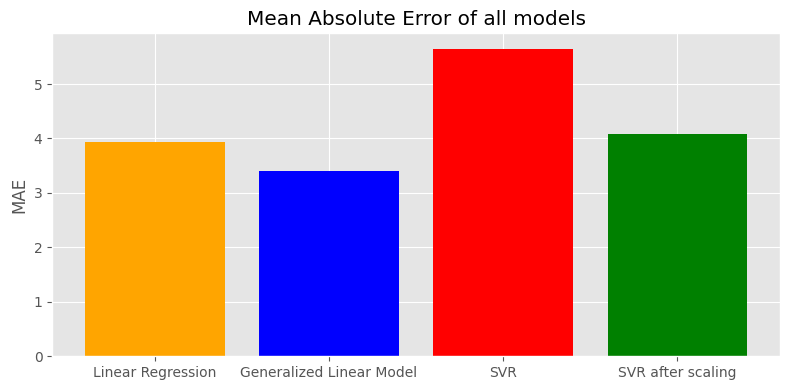 Mean Absolute Error of all models
MAE
5
4
3
2
1
0
Linear Regression
Generalized Linear Model
SVR
SVR after scaling